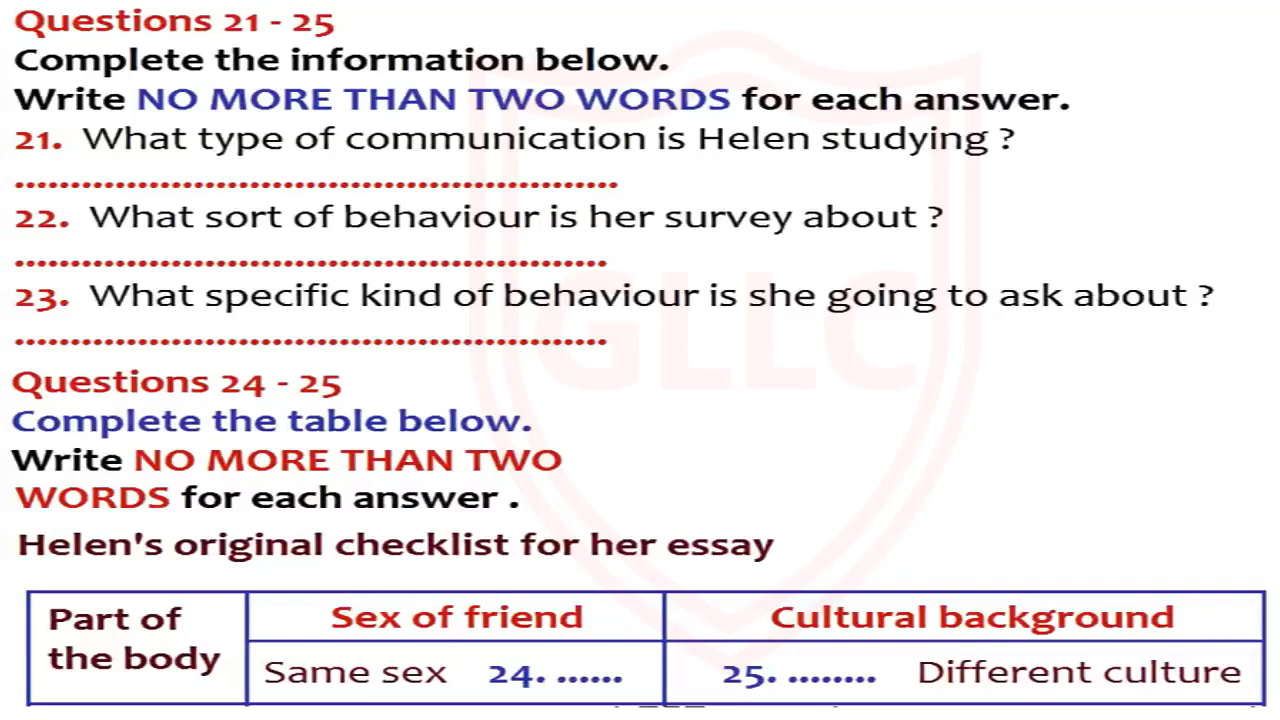 Questions 21 - 25
Complete the information below.
Write NO MORE THAN TWO WORDS for each answer.
21. What type of communication is Helen studying ?
......................................................
22. What sort of behaviour is her survey about ?
.....................................................
23. What specific kind of behaviour is she going to ask about ?
.....................................................
Questions 24 - 25
Complete the table below.
Write NO MORE THAN TWO
WORDS for each answer .
Helen's original checklist for her essay
Part of
the body
Sex of friend
Cultural background
Same sex 24. ......
25. ........ Different culture
GLLC